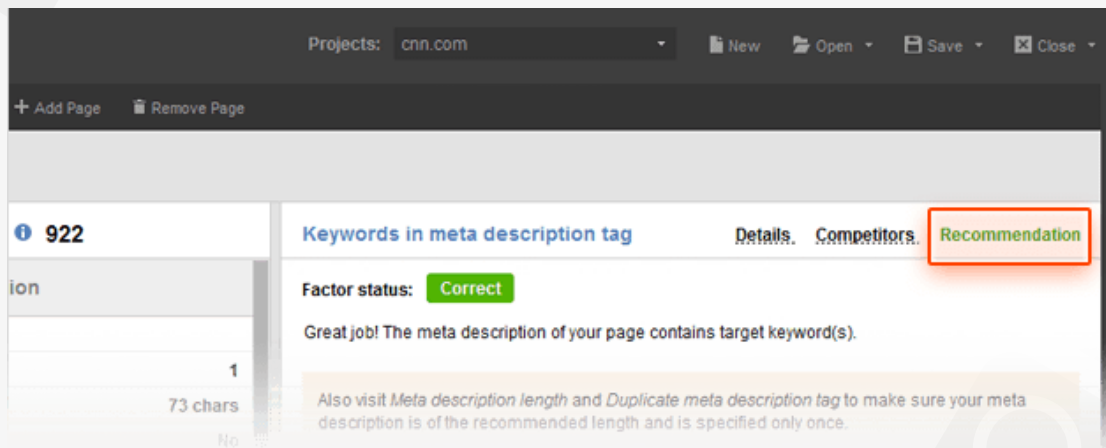 Projects: cnn.com New Open Save Close
Add Page Remove Page
922
Keywords in meta description tag Details Competitors Recommendation
ion
Factor status: Correct
Great job! The meta description of your page contains target keyword(s).
1
73 chars
Also visit Meta description length and Duplicate meta description tag to make sure your meta
description is of the recommended length and is specified only once.
No